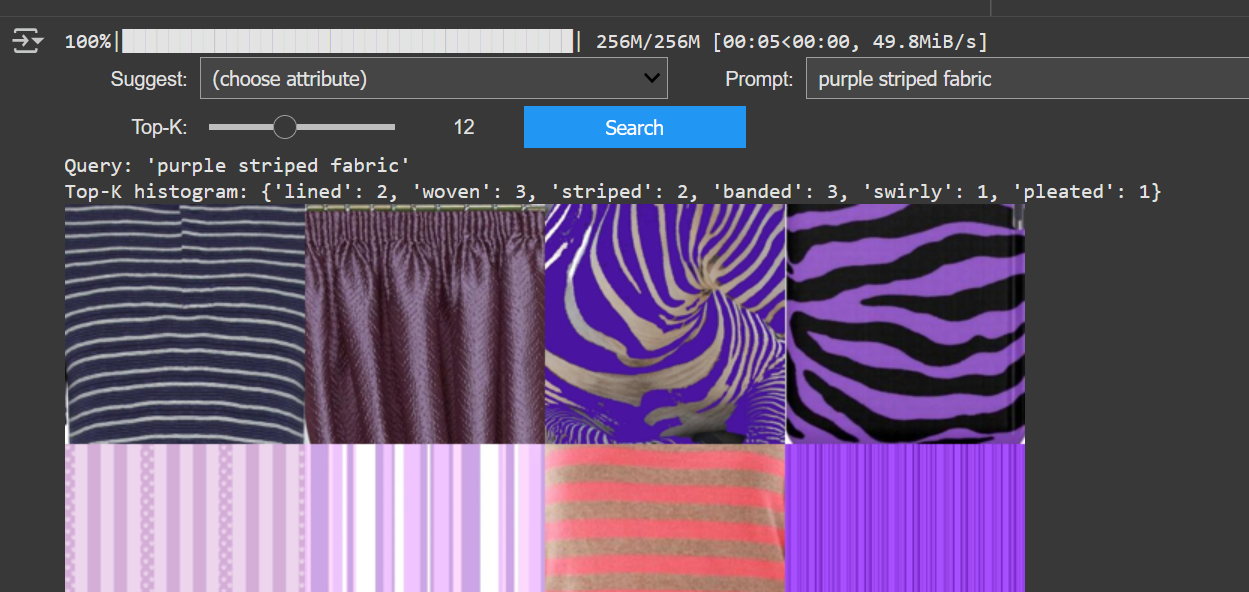 100%| | 256M/256M [00:05<00:00, 49.8MiB/s]
Suggest: (choose attribute) Prompt: purple striped fabric
Top-K: 12 Search
Query: 'purple striped fabric'
Top-K histogram: {'lined': 2, 'woven': 3, 'striped': 2, 'banded': 3, 'swirly': 1, 'pleated': 1}